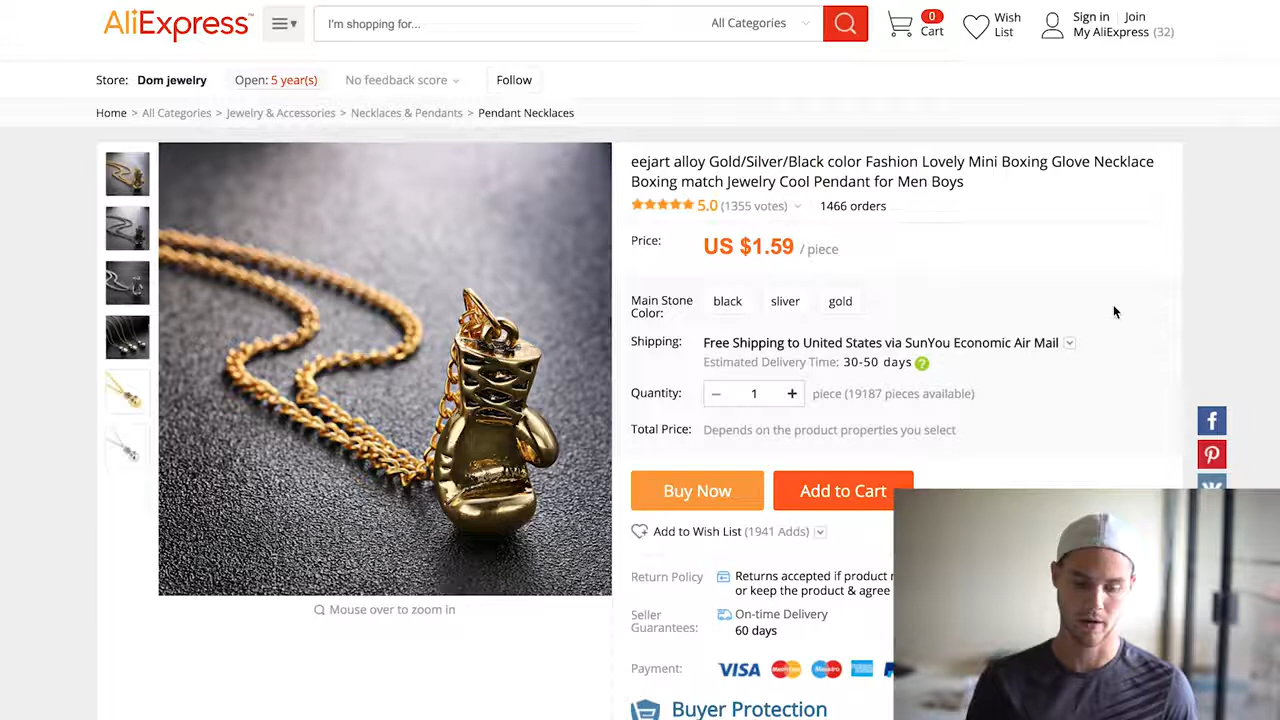 AliExpress™
I'm shopping for...
All Categories
0
Cart
Wish
List
Sign in | Join
My AliExpress (32)
Store: Dom jewelry
Open: 5 year(s)
No feedback score
Follow
Home > All Categories > Jewelry & Accessories > Necklaces & Pendants > Pendant Necklaces
eejart alloy Gold/Silver/Black color Fashion Lovely Mini Boxing Glove Necklace
Boxing match Jewelry Cool Pendant for Men Boys
5.0 (1355 votes) 1466 orders
Price: US $1.59 / piece
Main Stone
Color:
black sliver gold
Shipping: Free Shipping to United States via SunYou Economic Air Mail
Estimated Delivery Time: 30-50 days ?
Quantity: − 1 + piece (19187 pieces available)
Total Price: Depends on the product properties you select
Buy Now
Add to Cart
Add to Wish List (1941 Adds)
Mouse over to zoom in
Return Policy Returns accepted if product
or keep the product & agree
Seller
Guarantees:
On-time Delivery
60 days
Payment: VISA
Buyer Protection